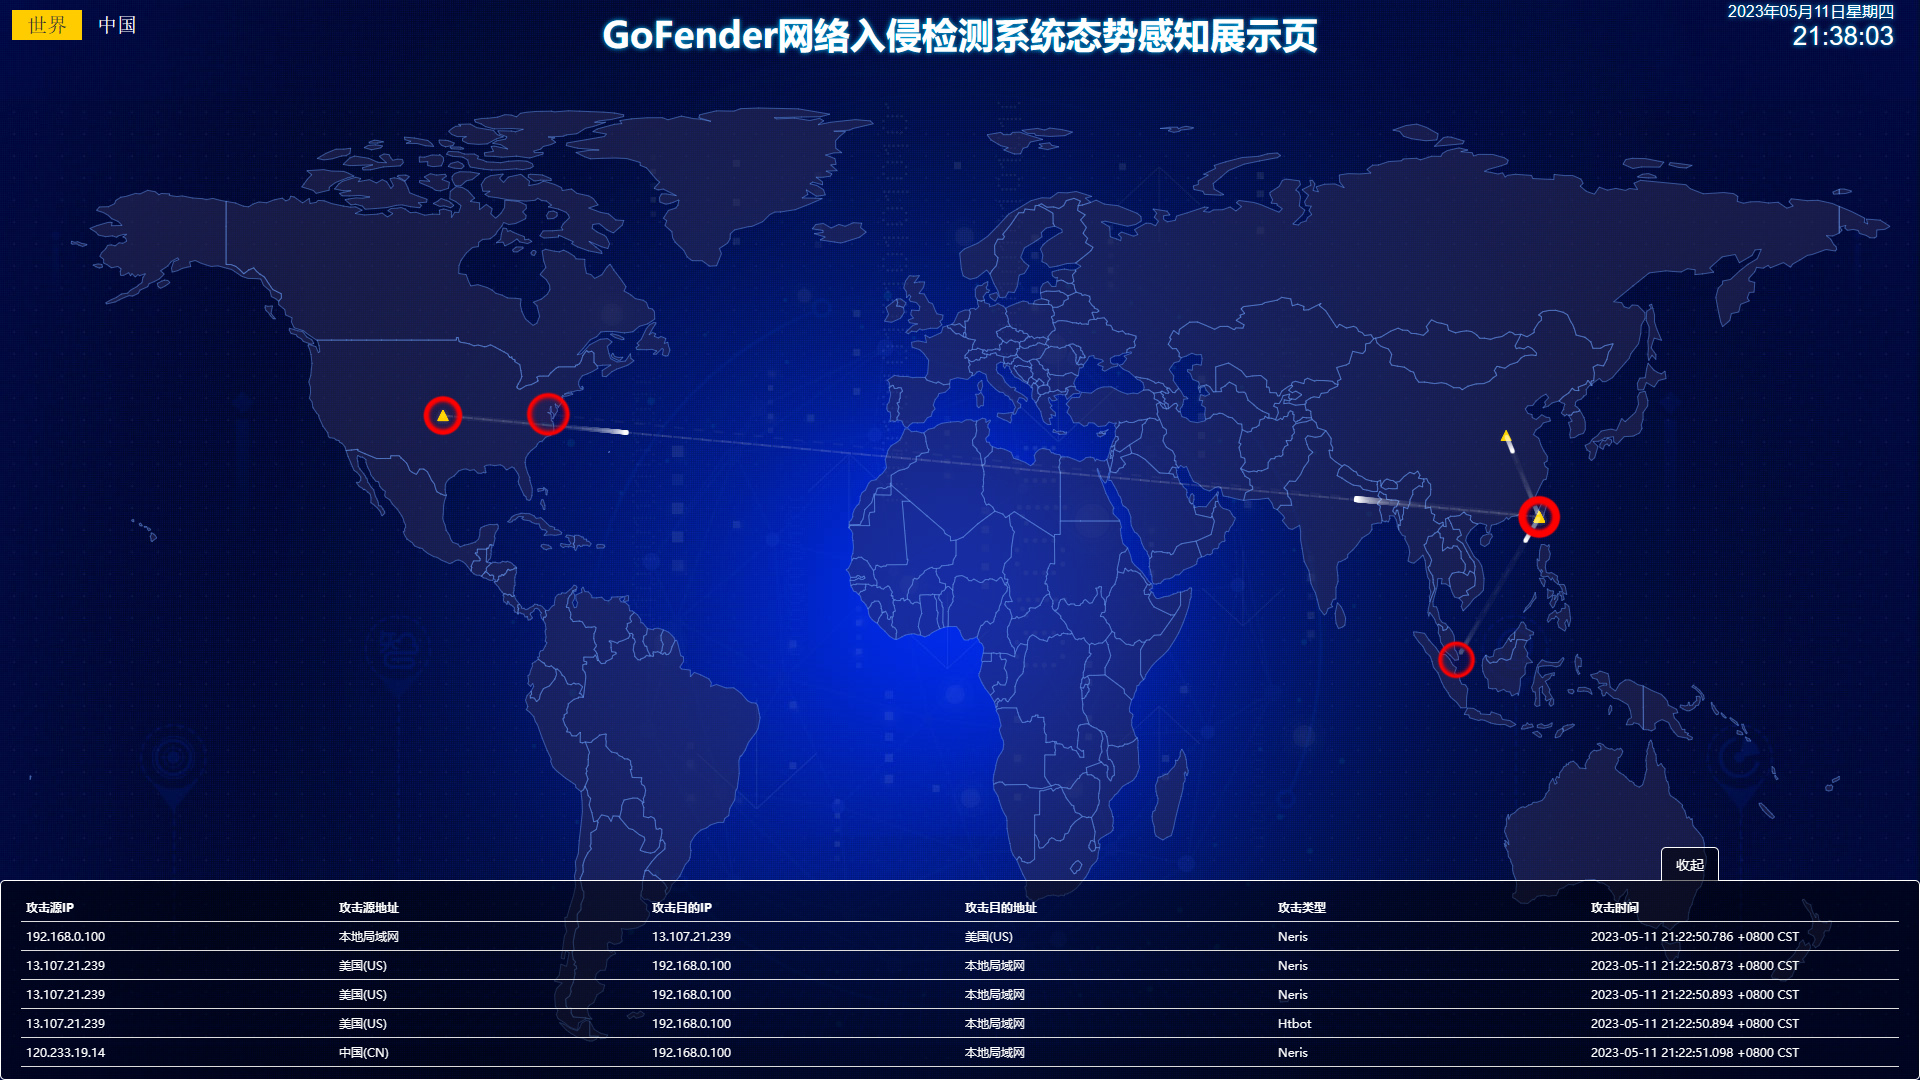 世界 中国
GoFender网络入侵检测系统态势感知展示页
2023年05月11日星期四
21:38:03
收起
攻击源IP 攻击源地址 攻击目的IP 攻击目的地址 攻击类型 攻击时间
192.168.0.100 本地局域网 13.107.21.239 美国(US) Neris 2023-05-11 21:22:50.786 +0800 CST
13.107.21.239 美国(US) 192.168.0.100 本地局域网 Neris 2023-05-11 21:22:50.873 +0800 CST
13.107.21.239 美国(US) 192.168.0.100 本地局域网 Neris 2023-05-11 21:22:50.893 +0800 CST
13.107.21.239 美国(US) 192.168.0.100 本地局域网 Htbot 2023-05-11 21:22:50.894 +0800 CST
120.233.19.14 中国(CN) 192.168.0.100 本地局域网 Neris 2023-05-11 21:22:51.098 +0800 CST